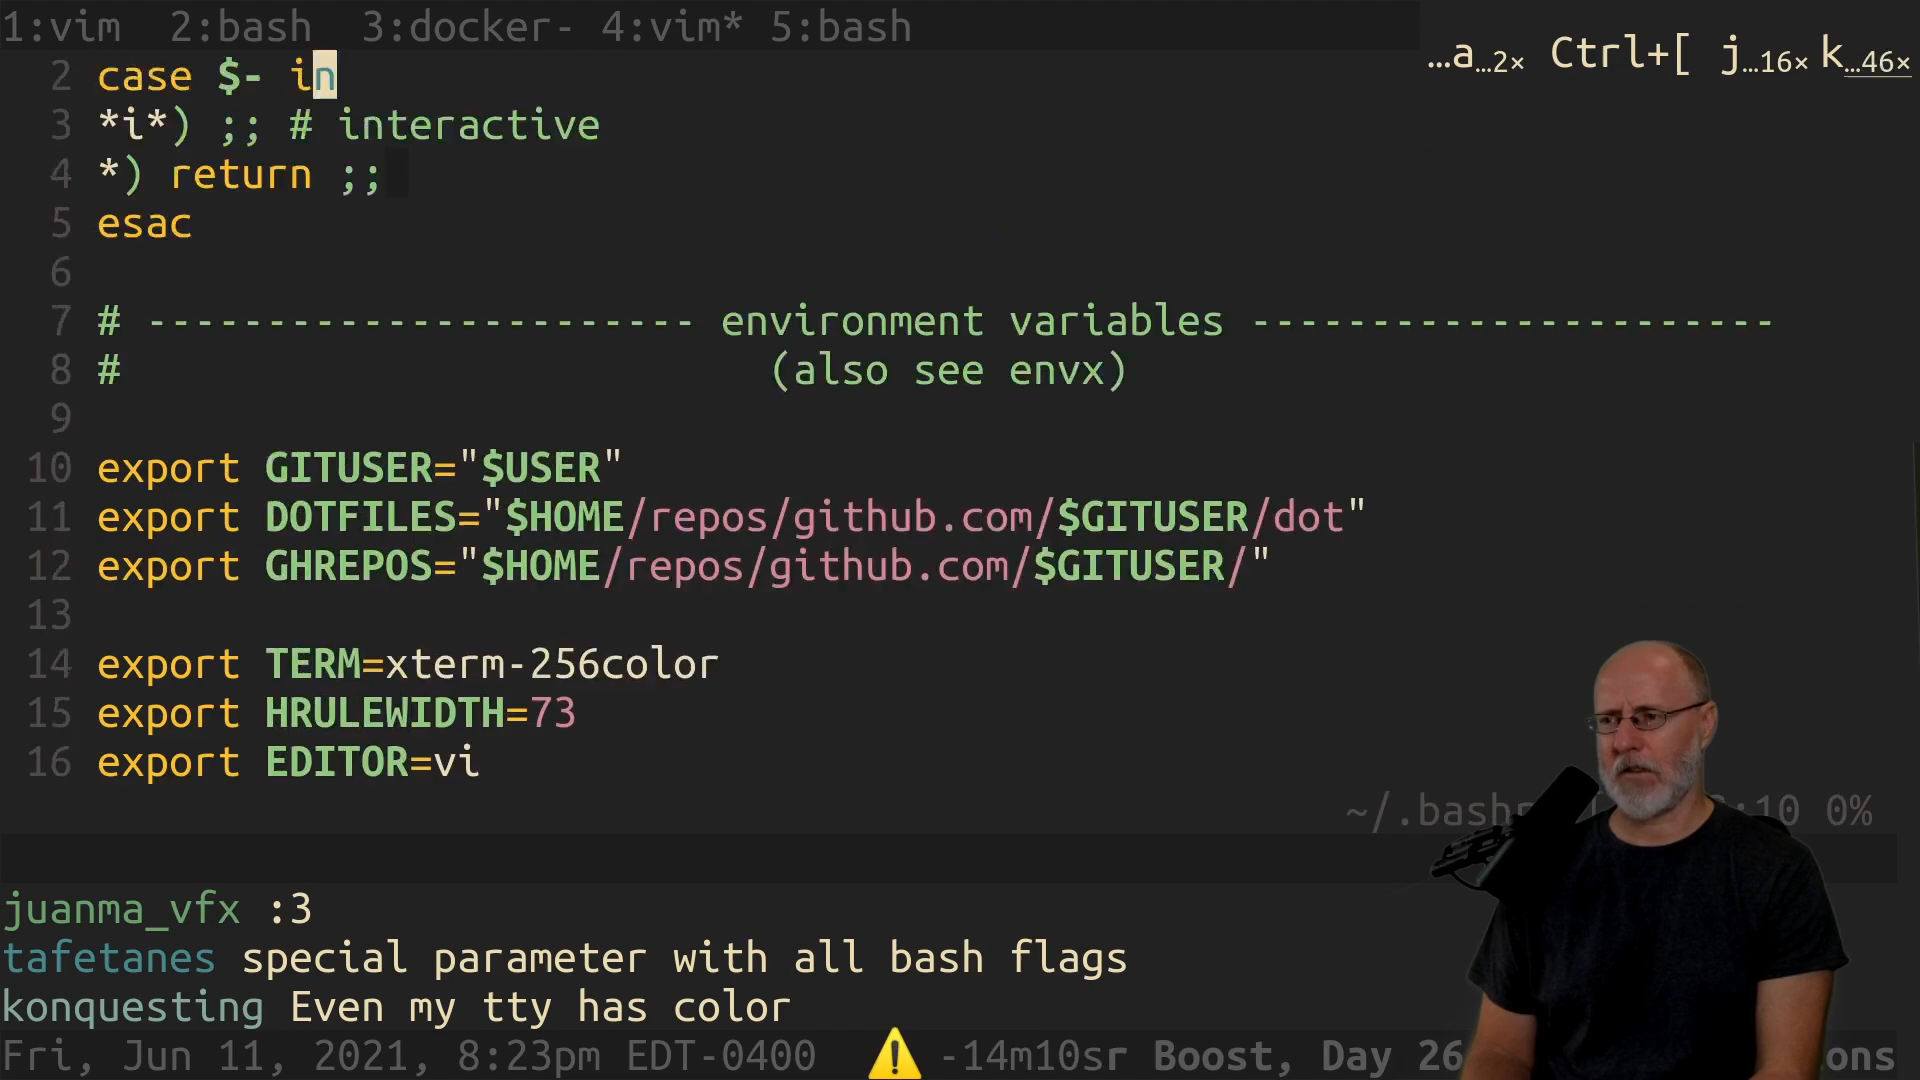 1:vim  2:bash  3:docker- 4:vim* 5:bash
…a…2× Ctrl+[ j…16× k…46×
2 case $- in
3 *i*) ;; # interactive
4 *) return ;;
5 esac
6
7 # ----------------------- environment variables ----------------------
8 #                           (also see envx)
9
10 export GITUSER="$USER"
11 export DOTFILES="$HOME/repos/github.com/$GITUSER/dot"
12 export GHREPOS="$HOME/repos/github.com/$GITUSER/"
13
14 export TERM=xterm-256color
15 export HRULEWIDTH=73
16 export EDITOR=vi
~/.bash :10 0%
juanma_vfx :3
tafetanes special parameter with all bash flags
konquesting Even my tty has color
Fri, Jun 11, 2021, 8:23pm EDT-0400 ⚠ -14m10sr Boost, Day 26 ons